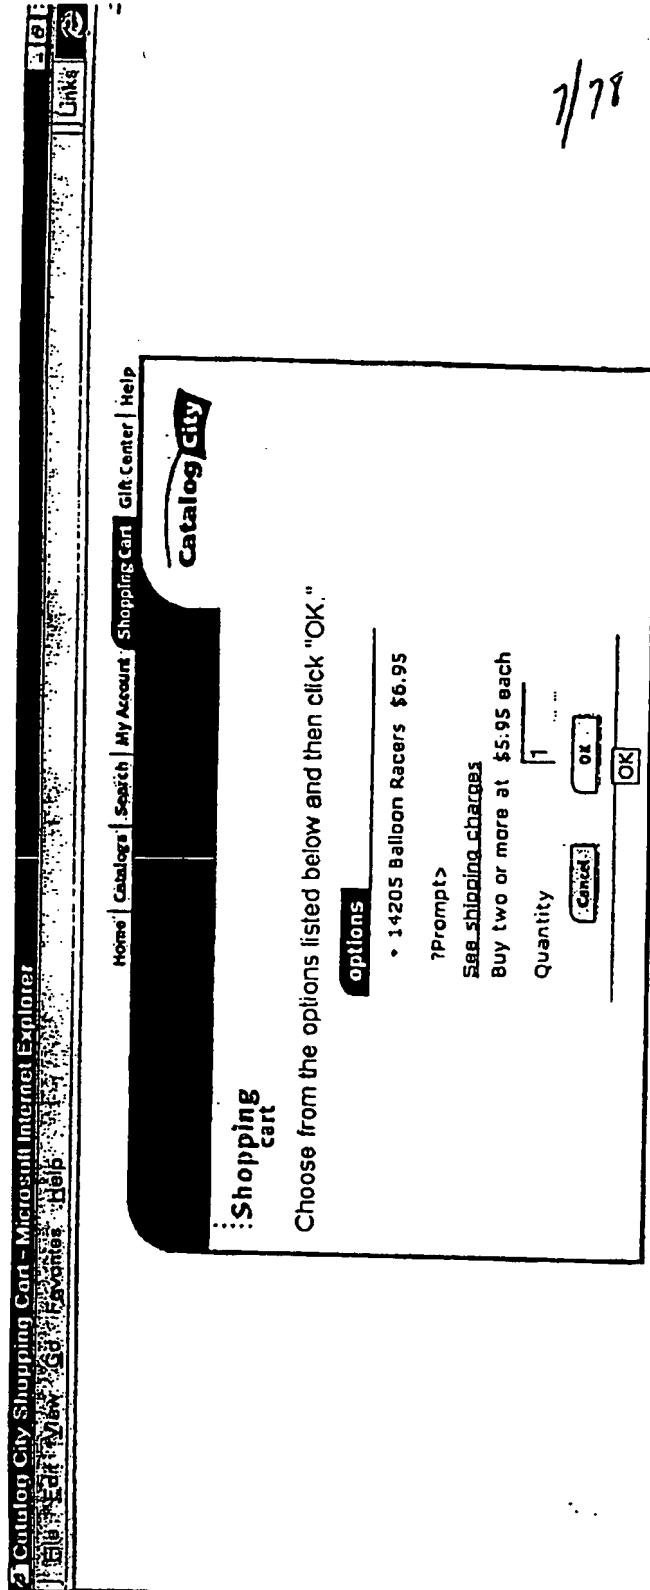 Catalog City Shopping Cart - Microsoft Internet Explorer
File Edit View Go Favorites Help
Links
Home | Catalogs | Search | My Account | Shopping Cart | Gift Center | Help
Catalog City
Shopping
cart
Choose from the options listed below and then click "OK."
options
• 14205 Balloon Racers $6.95
?Prompt>
See shipping charges
Buy two or more at $5.95 each
Quantity 1
Cancel OK
OK
7/78